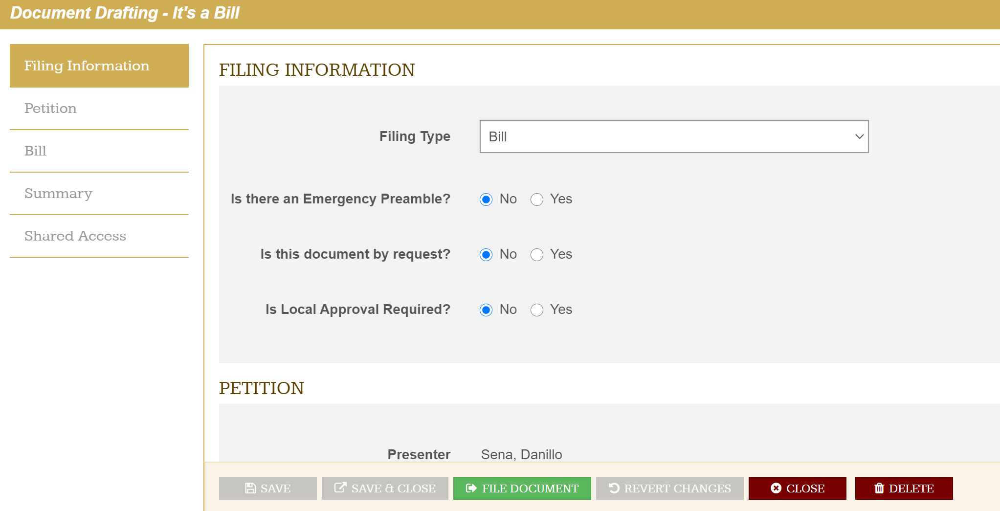 Document Drafting - It's a Bill
Filing Information
Petition
Bill
Summary
Shared Access
FILING INFORMATION
Filing Type
Bill
Is there an Emergency Preamble?
No Yes
Is this document by request?
No Yes
Is Local Approval Required?
No Yes
PETITION
Presenter
Sena, Danillo
SAVE
SAVE & CLOSE
FILE DOCUMENT
REVERT CHANGES
CLOSE
DELETE